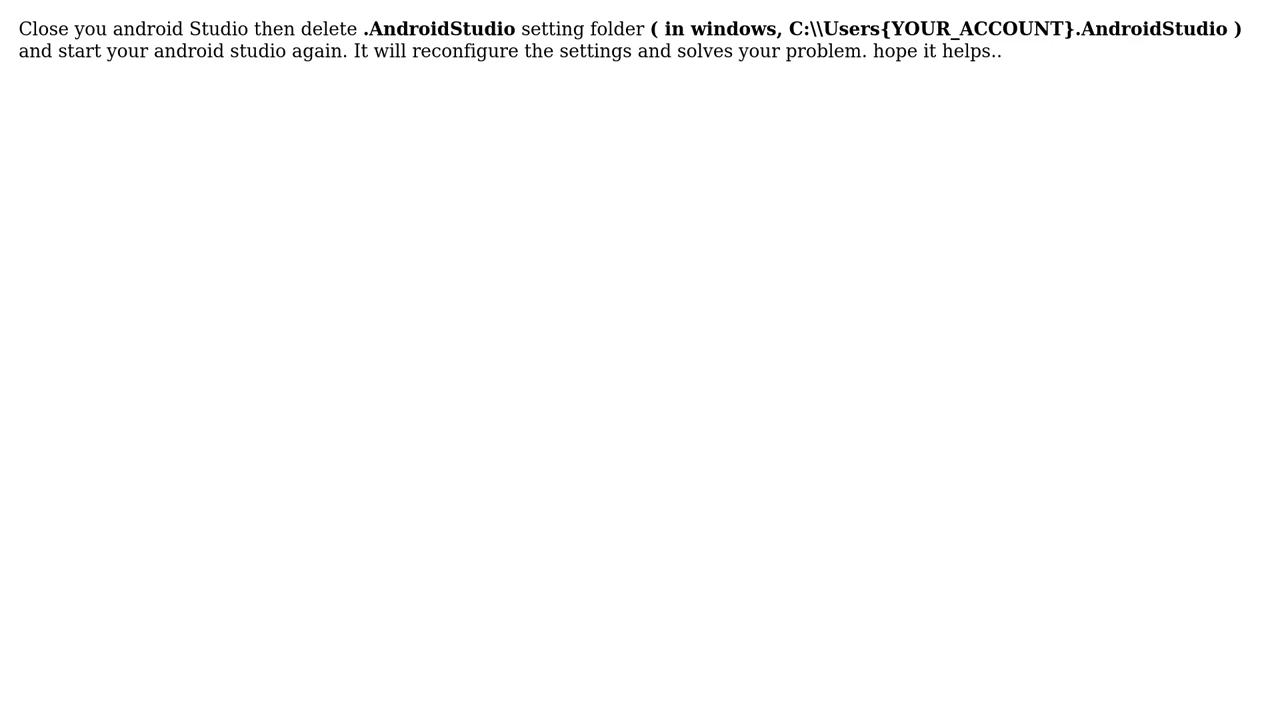 Close you android Studio then delete .AndroidStudio setting folder ( in windows, C:\\Users{YOUR_ACCOUNT}.AndroidStudio )
and start your android studio again. It will reconfigure the settings and solves your problem. hope it helps..